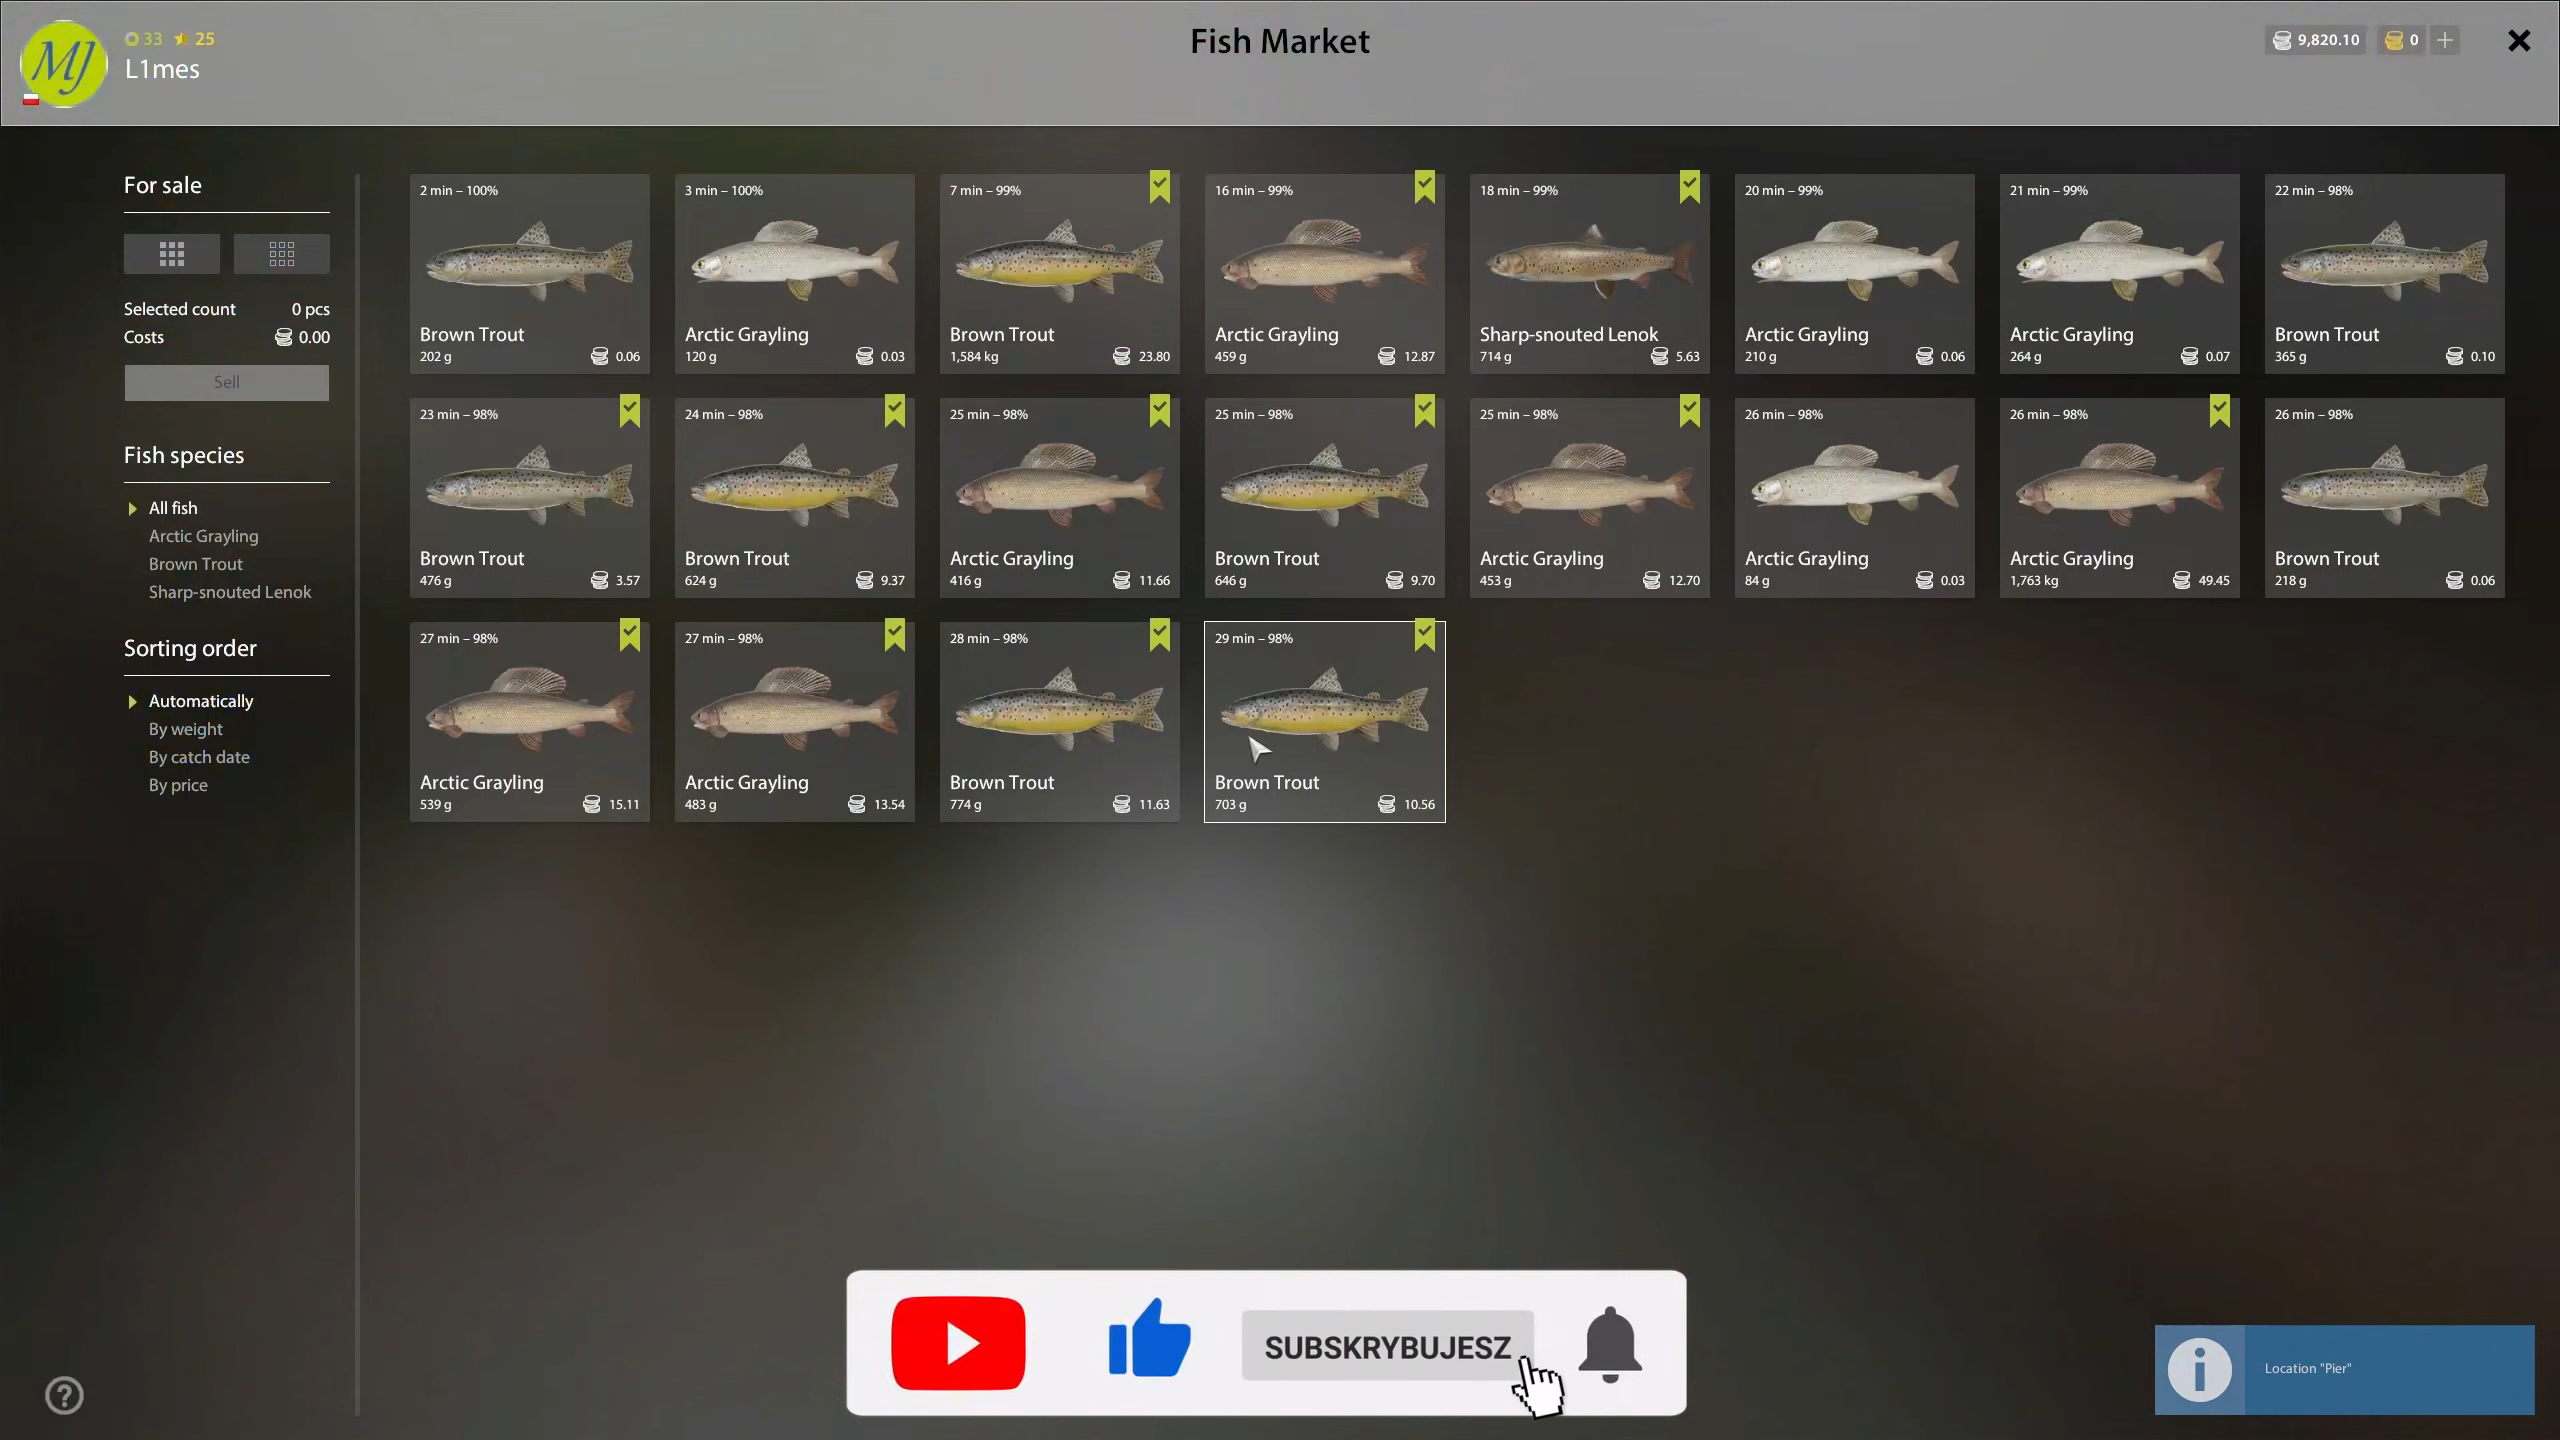 MJ
33 25
L1mes
Fish Market
9,820.10 0 +
For sale
Selected count 0 pcs
Costs 0.00
Sell
Fish species
All fish
Arctic Grayling
Brown Trout
Sharp-snouted Lenok
Sorting order
Automatically
By weight
By catch date
By price
2 min – 100%
Brown Trout
202 g 0.06
3 min – 100%
Arctic Grayling
120 g 0.03
7 min – 99%
Brown Trout
1,584 kg 23.80
16 min – 99%
Arctic Grayling
459 g 12.87
18 min – 99%
Sharp-snouted Lenok
714 g 5.63
20 min – 99%
Arctic Grayling
210 g 0.06
21 min – 99%
Arctic Grayling
264 g 0.07
22 min – 98%
Brown Trout
365 g 0.10
23 min – 98%
Brown Trout
476 g 3.57
24 min – 98%
Brown Trout
624 g 9.37
25 min – 98%
Arctic Grayling
416 g 11.66
25 min – 98%
Brown Trout
646 g 9.70
25 min – 98%
Arctic Grayling
453 g 12.70
26 min – 98%
Arctic Grayling
84 g 0.03
26 min – 98%
Arctic Grayling
1,763 kg 49.45
26 min – 98%
Brown Trout
218 g 0.06
27 min – 98%
Arctic Grayling
539 g 15.11
27 min – 98%
Arctic Grayling
483 g 13.54
28 min – 98%
Brown Trout
774 g 11.63
29 min – 98%
Brown Trout
703 g 10.56
SUBSKRYBUJESZ
Location "Pier"